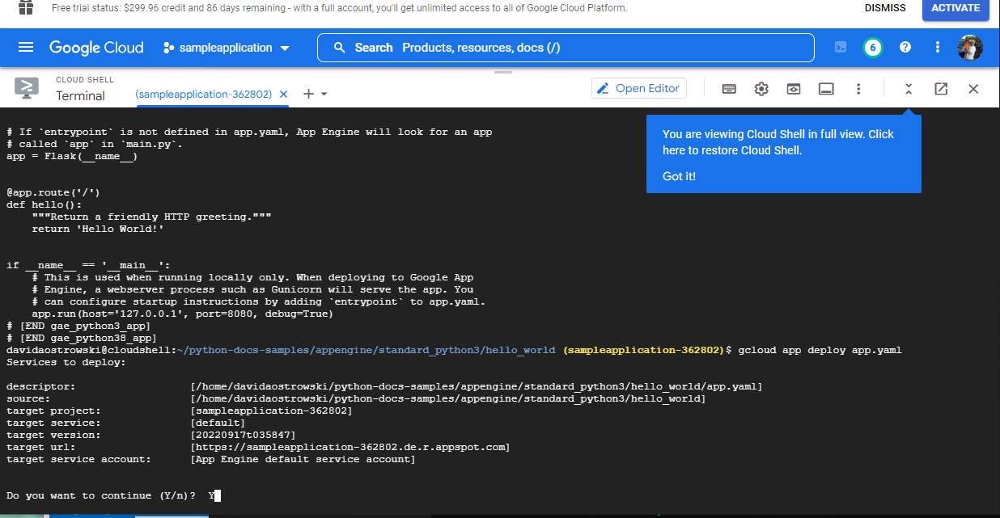 Free trial status: $299.96 credit and 86 days remaining - with a full account, you'll get unlimited access to all of Google Cloud Platform.
DISMISS
ACTIVATE
Google Cloud
sampleapplication
Search Products, resources, docs (/)
6
CLOUD SHELL
Terminal
(sampleapplication-362802)
Open Editor
You are viewing Cloud Shell in full view. Click
here to restore Cloud Shell.
Got it!
# If `entrypoint` is not defined in app.yaml, App Engine will look for an app
# called `app` in `main.py`.
app = Flask(__name__)
@app.route('/')
def hello():
    """Return a friendly HTTP greeting."""
    return 'Hello World!'
if __name__ == '__main__':
    # This is used when running locally only. When deploying to Google App
    # Engine, a webserver process such as Gunicorn will serve the app. You
    # can configure startup instructions by adding `entrypoint` to app.yaml.
    app.run(host='127.0.0.1', port=8080, debug=True)
# [END gae_python3_app]
# [END gae_python38_app]
davidaostrowski@cloudshell:~/python-docs-samples/appengine/standard_python3/hello_world (sampleapplication-362802)$ gcloud app deploy app.yaml
Services to deploy:
descriptor: [/home/davidaostrowski/python-docs-samples/appengine/standard_python3/hello_world/app.yaml]
source: [/home/davidaostrowski/python-docs-samples/appengine/standard_python3/hello_world]
target project: [sampleapplication-362802]
target service: [default]
target version: [20220917t035847]
target url: [https://sampleapplication-362802.de.r.appspot.com]
target service account: [App Engine default service account]
Do you want to continue (Y/n)? Y